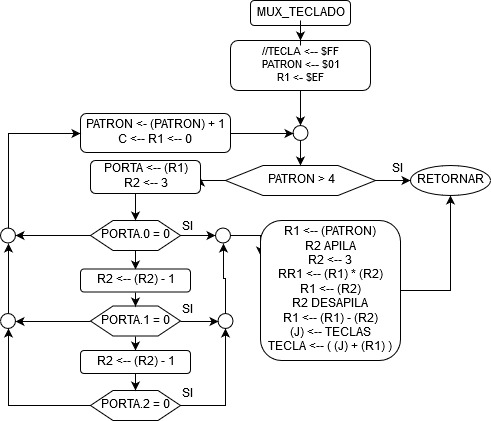 MUX_TECLADO
//TECLA <-- $FF
PATRON <-- $01
R1 <- $EF
PATRON <- (PATRON) + 1
C <-- R1 <-- 0
PATRON > 4
SI
RETORNAR
PORTA <-- (R1)
R2 <-- 3
PORTA.0 = 0
SI
R2 <-- (R2) - 1
PORTA.1 = 0
SI
R2 <-- (R2) - 1
PORTA.2 = 0
SI
R1 <-- (PATRON)
R2 APILA
R2 <-- 3
RR1 <-- (R1) * (R2)
R1 <-- (R2)
R2 DESAPILA
R1 <-- (R1) - (R2)
(J) <-- TECLAS
TECLA <-- ( (J) + (R1) )